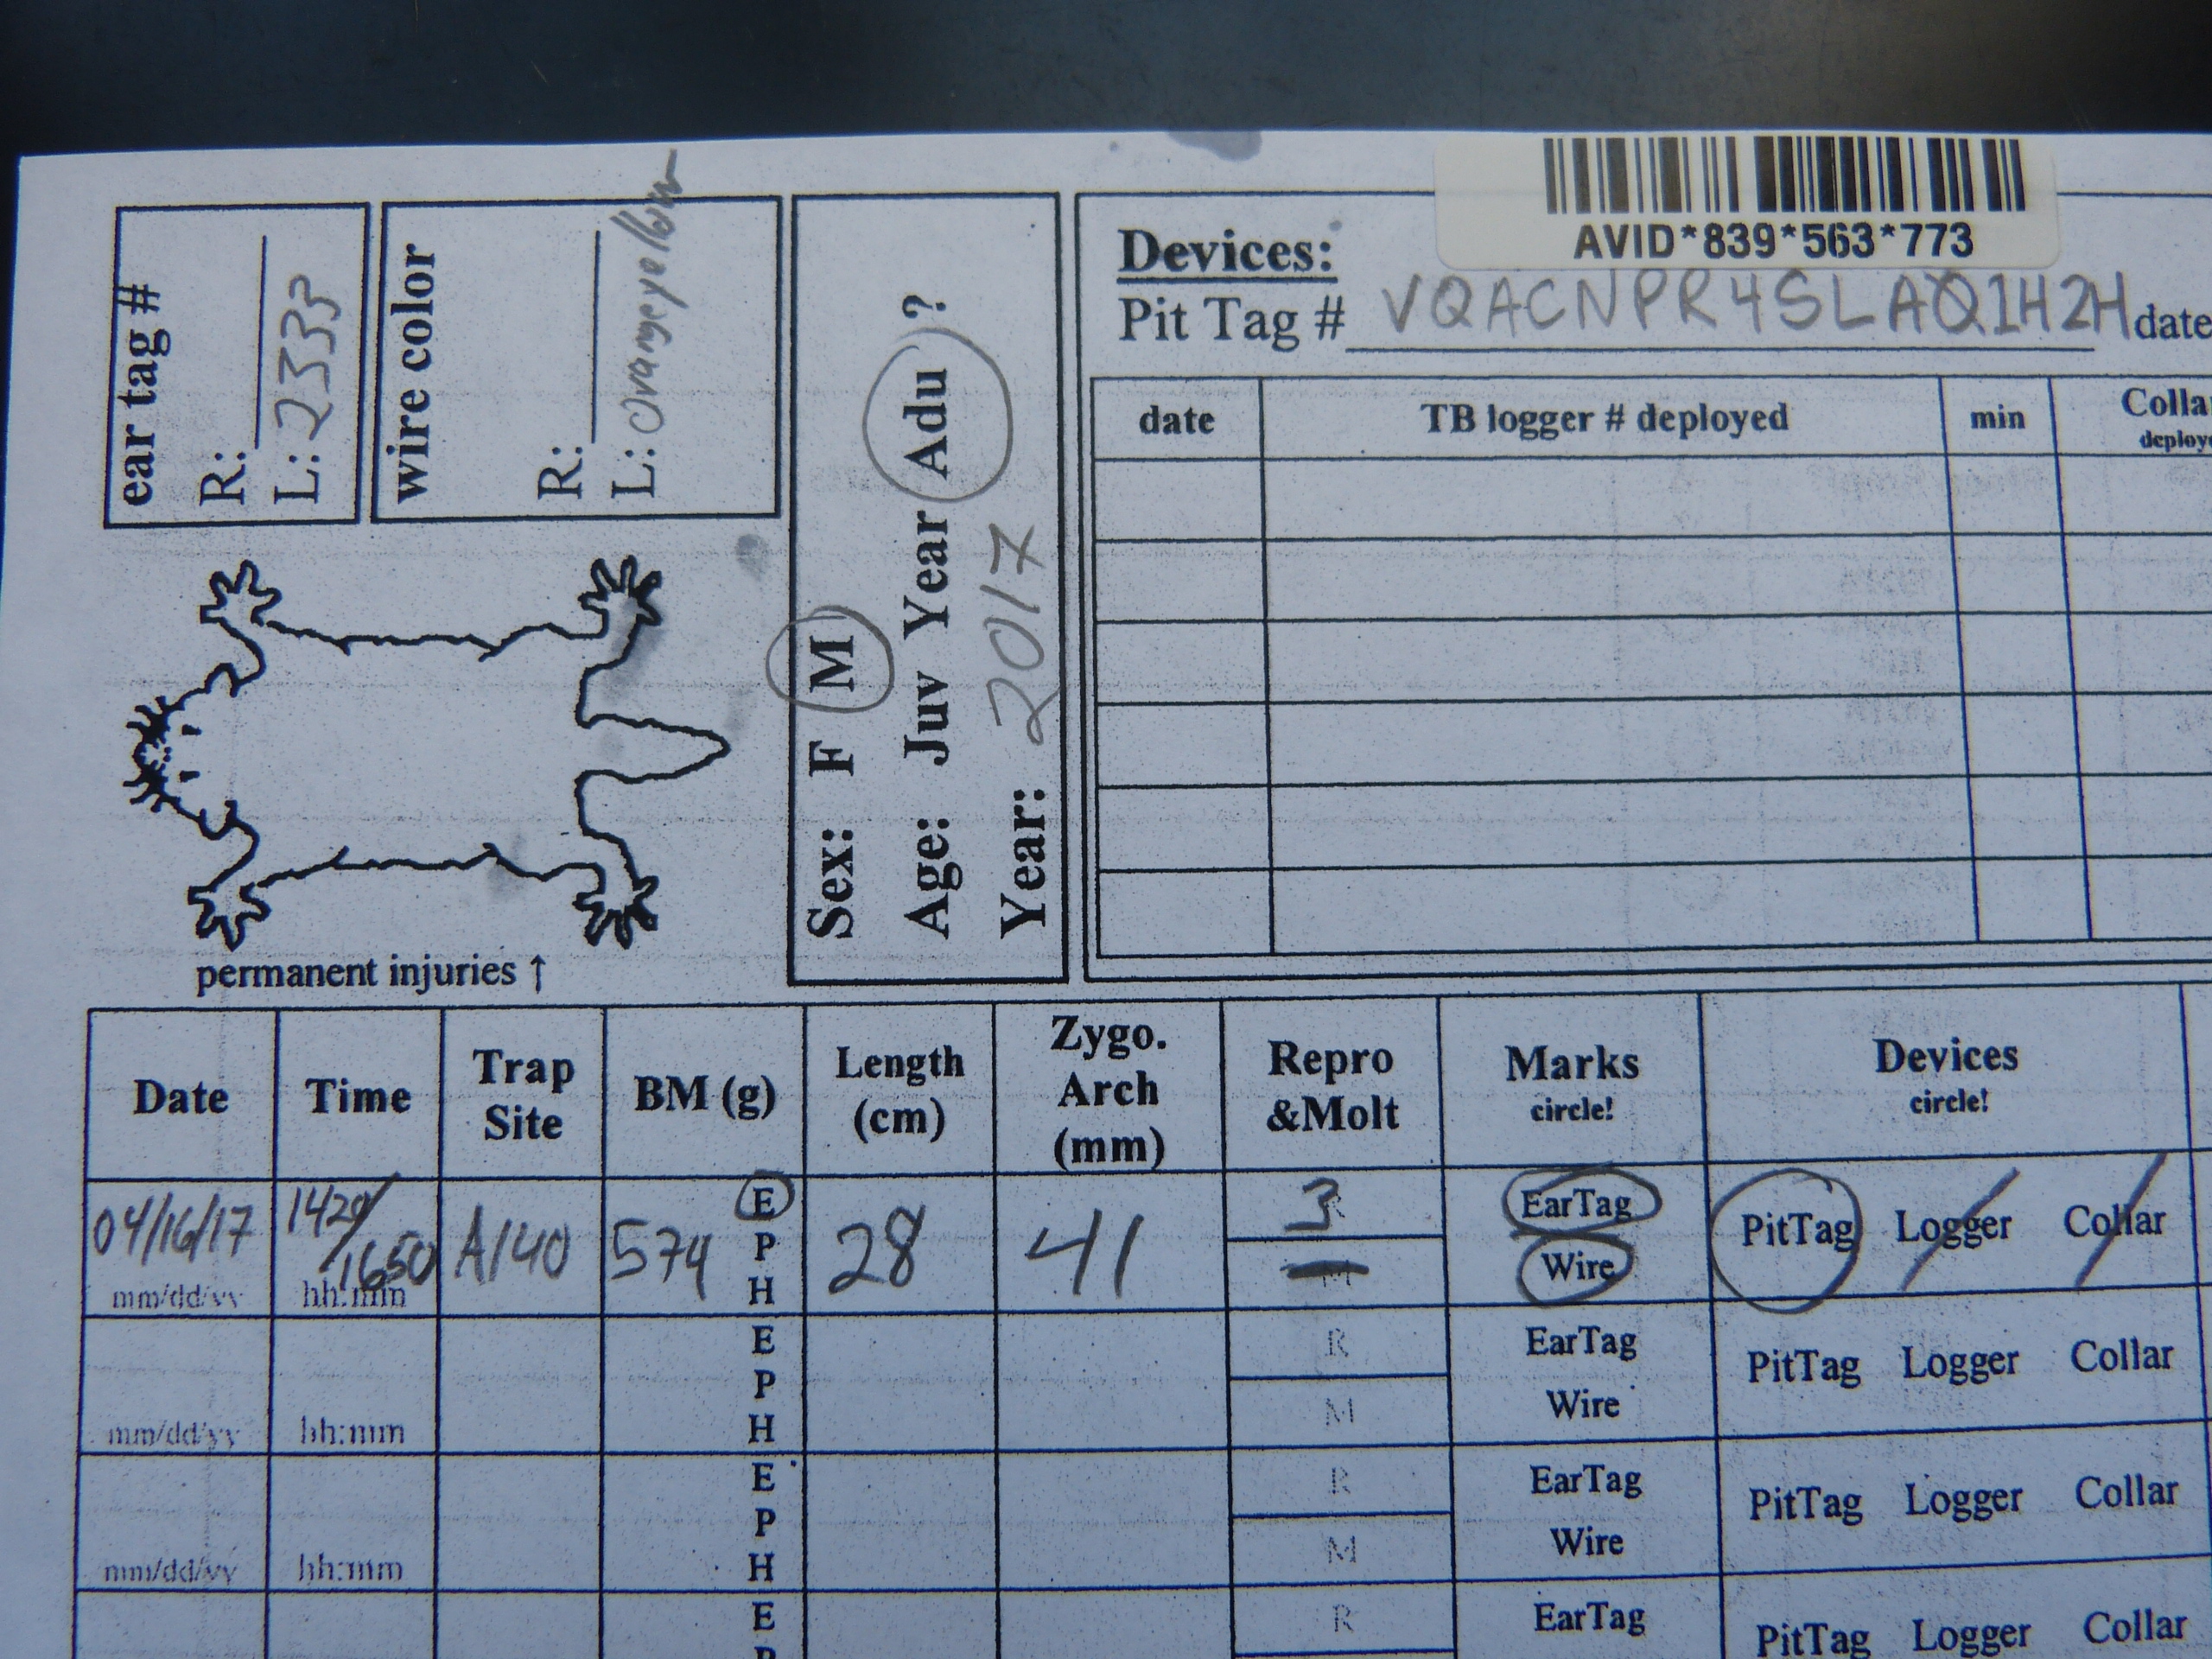 ear tag #
R:
L: 2333
wire color
R:
L: Orangeyellow
Sex: F M
Age: Juv Year Adu ?
Year: 2017
AVID*839*563*773
Devices:
Pit Tag # VQACNPR4SLAQ1H2H date
date TB logger # deployed min Colla
deploye
permanent injuries ↑
Date Time Trap Site BM (g) Length (cm) Zygo. Arch (mm) Repro &Molt Marks circle! Devices circle!
04/16/17 mm/dd/yy 1420/1650 hh:mm A140 574 E P H 28 41 3 R M EarTag Wire PitTag Logger Collar
mm/dd/yy hh:mm E P H R M EarTag Wire PitTag Logger Collar
mm/dd/yy hh:mm E P H R M EarTag Wire PitTag Logger Collar
E P R EarTag PitTag Logger Collar